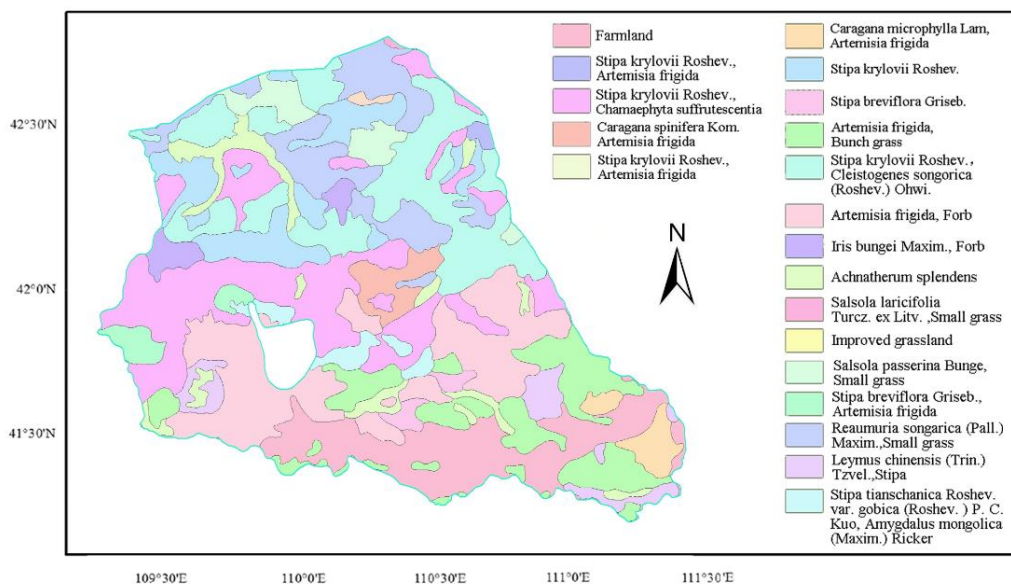 42°30'N
42°0'N
41°30'N
109°30'E
110°0'E
110°30'E
111°0'E
111°30'E
N
Farmland
Stipa krylovii Roshev.,
Artemisia frigida
Stipa krylovii Roshev.,
Chamaephyta suffrutescentia
Caragana spinifera Kom.
Artemisia frigida
Stipa krylovii Roshev.,
Artemisia frigida
Caragana microphylla Lam,
Artemisia frigida
Stipa krylovii Roshev.
Stipa breviflora Griseb.
Artemisia frigida,
Bunch grass
Stipa krylovii Roshev.,
Cleistogenes songorica
(Roshev.) Ohwi.
Artemisia frigida, Forb
Iris bungei Maxim., Forb
Achnatherum splendens
Salsola laricifolia
Turcz. ex Litv. ,Small grass
Improved grassland
Salsola passerina Bunge,
Small grass
Stipa breviflora Griseb.,
Artemisia frigida
Reaumuria songarica (Pall.)
Maxim.,Small grass
Leymus chinensis (Trin.)
Tzvel.,Stipa
Stipa tianschanica Roshev.
var. gobica (Roshev. ) P. C.
Kuo, Amygdalus mongolica
(Maxim.) Ricker